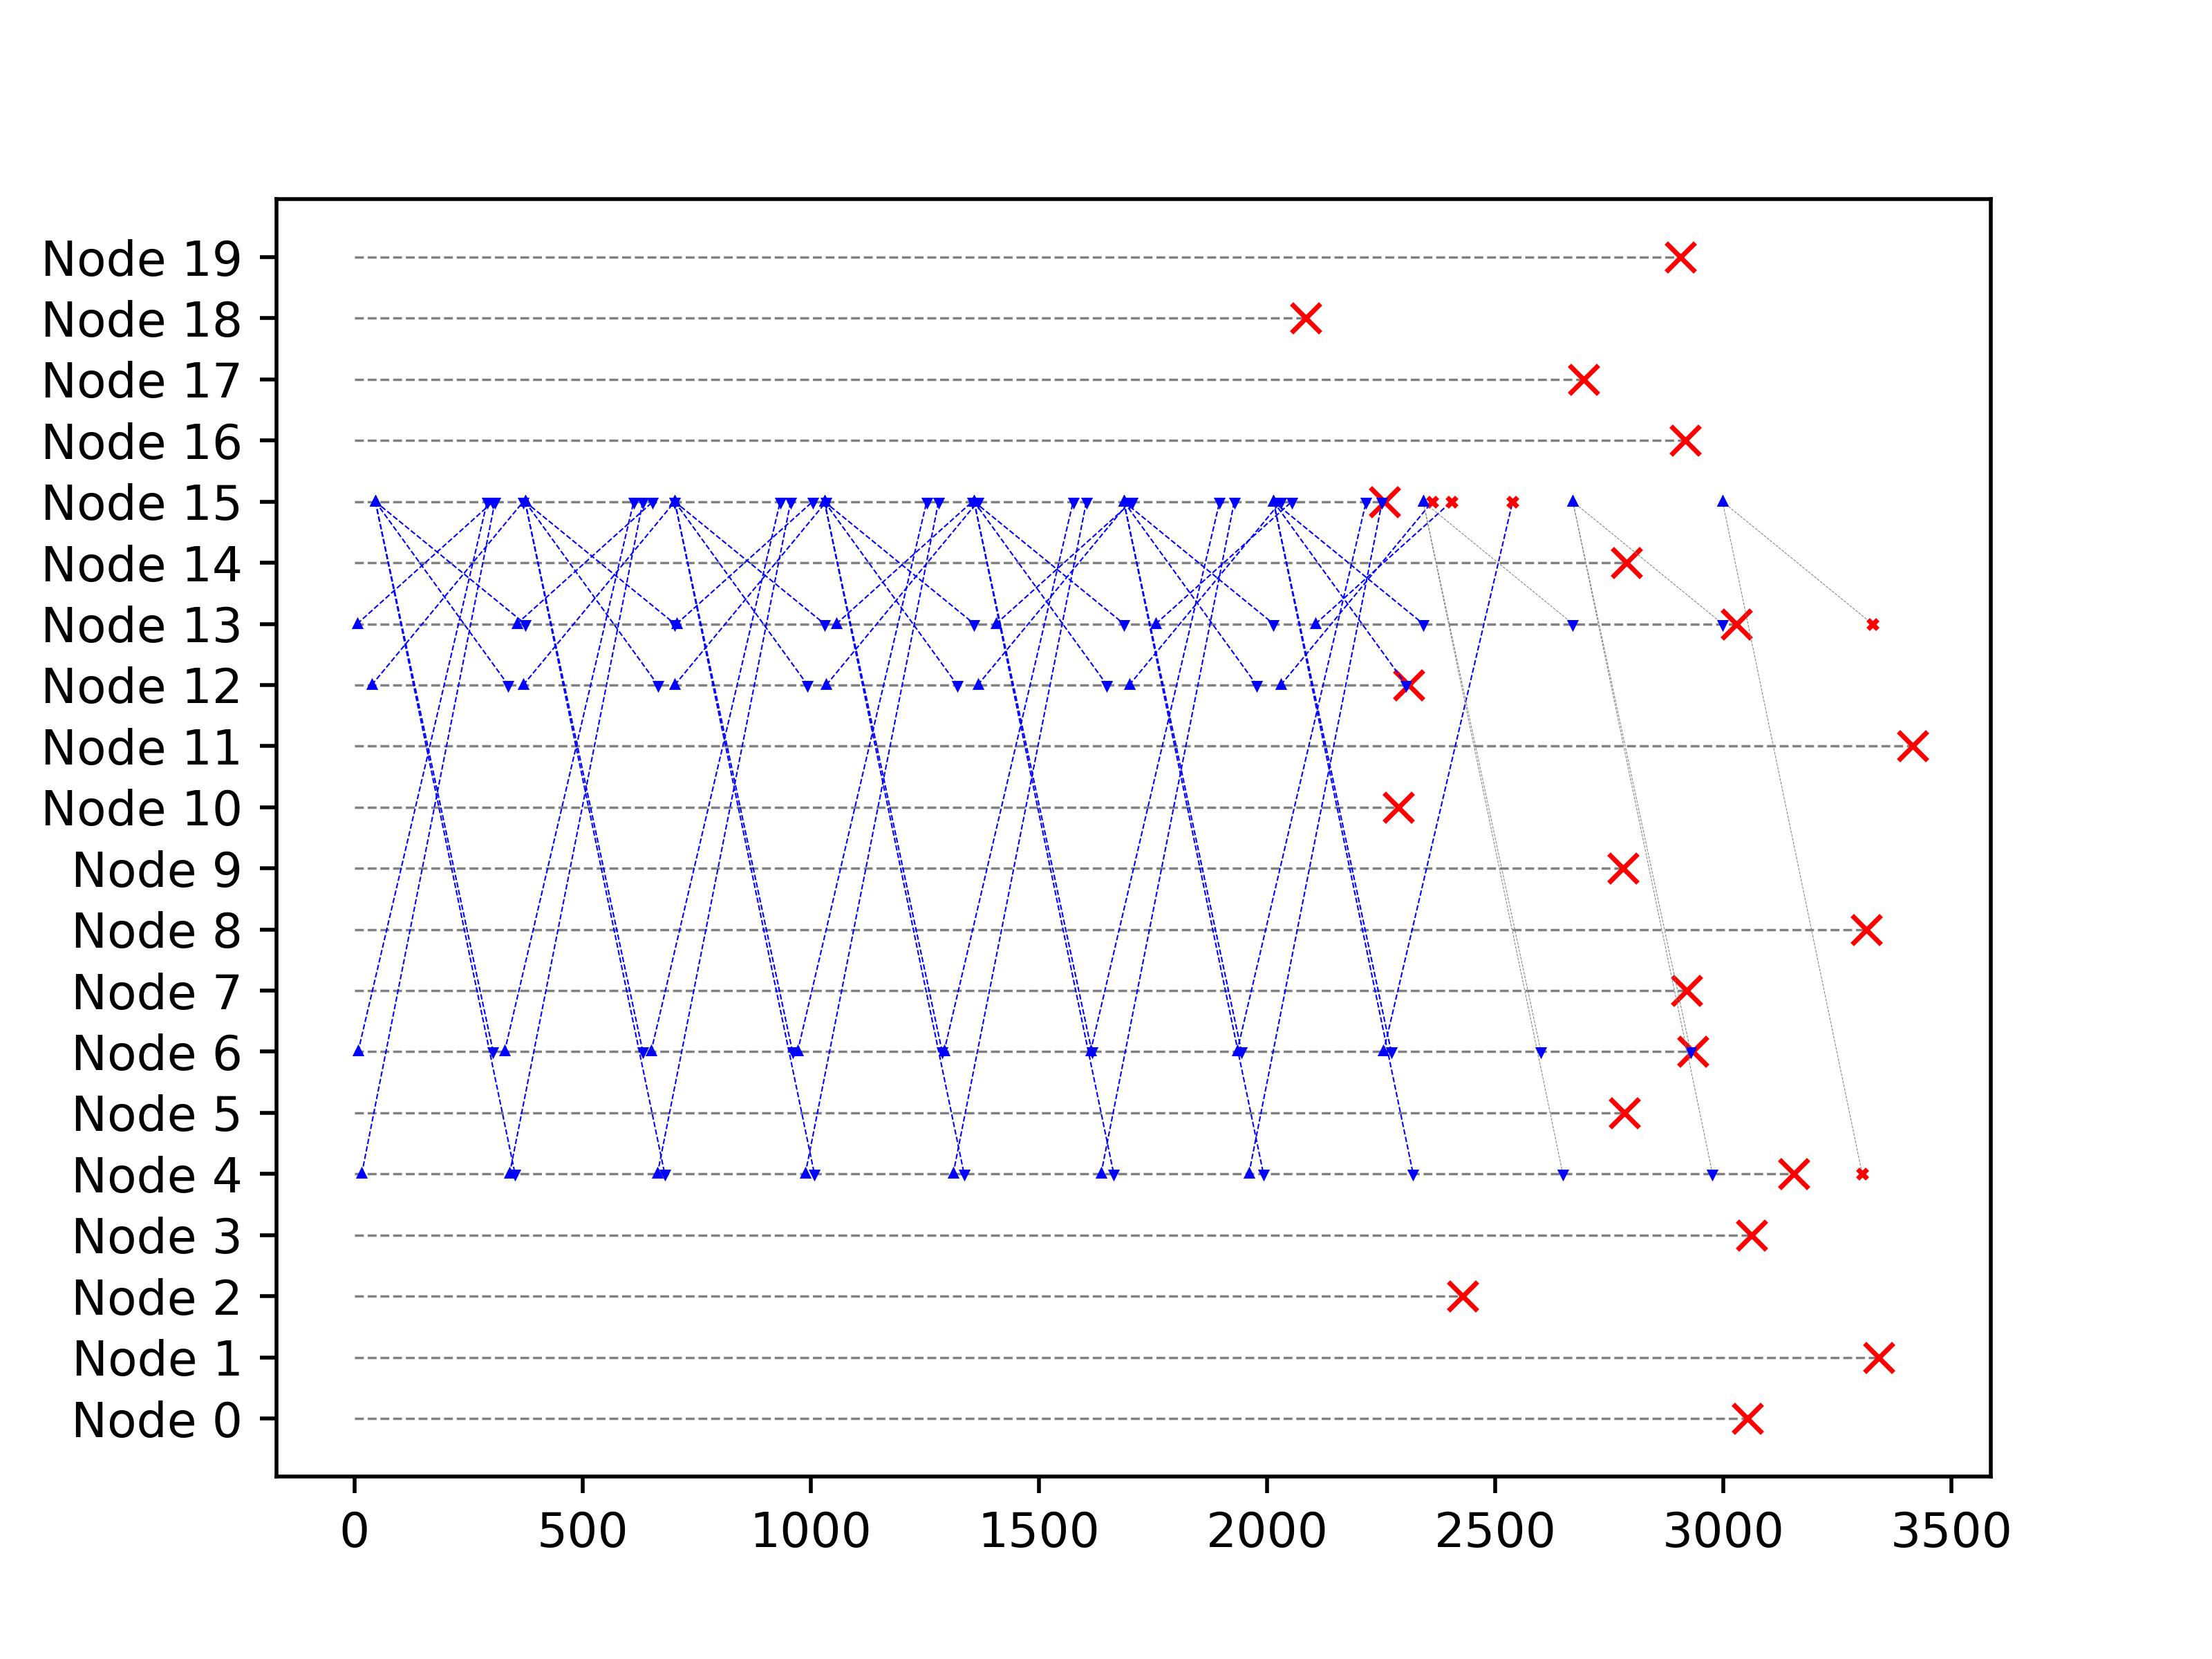 Node 19
Node 18
Node 17
Node 16
Node 15
Node 14
Node 13
Node 12
Node 11
Node 10
Node 9
Node 8
Node 7
Node 6
Node 5
Node 4
Node 3
Node 2
Node 1
Node 0
0 500 1000 1500 2000 2500 3000 3500